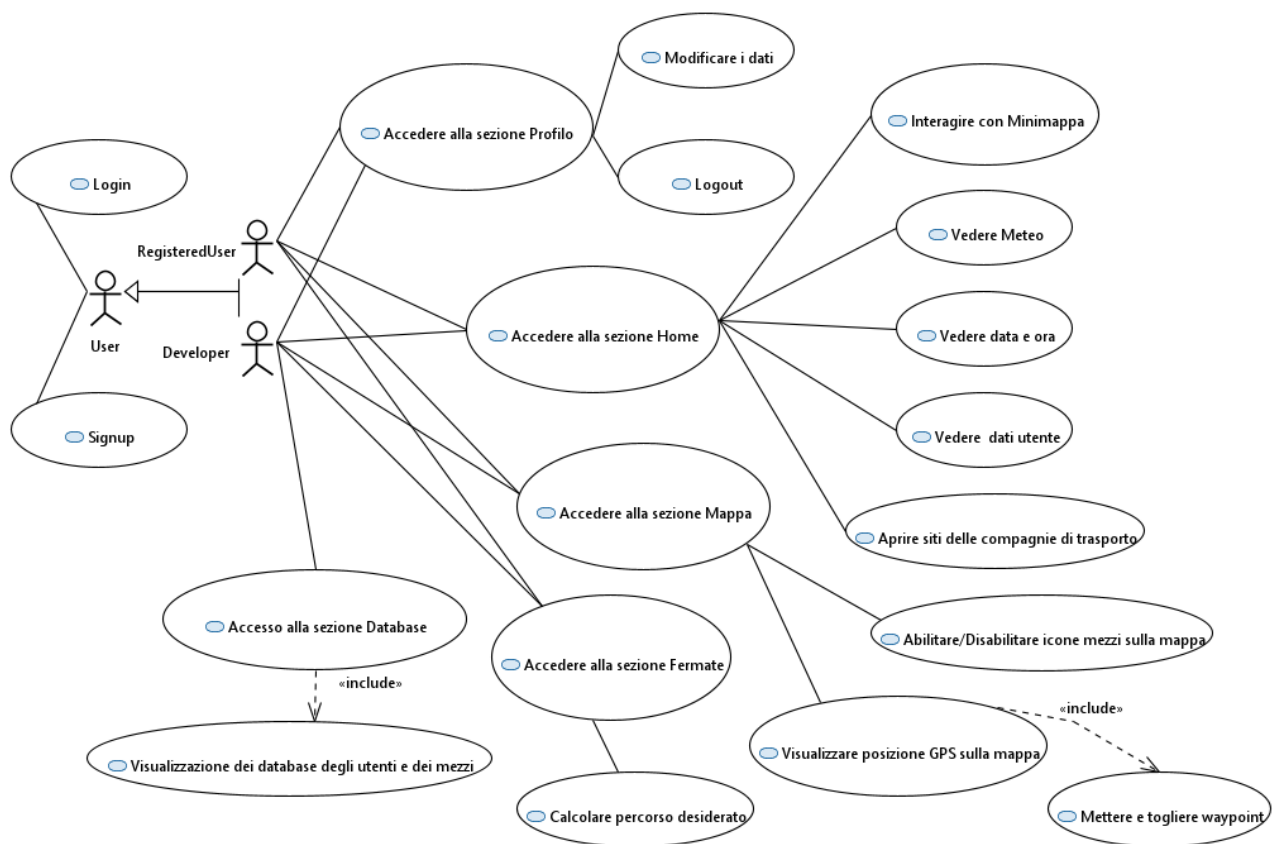 Modificare i dati
Accedere alla sezione Profilo
Interagire con Minimappa
Login
Logout
RegisteredUser
Vedere Meteo
User
Developer
Accedere alla sezione Home
Vedere data e ora
Signup
Vedere  dati utente
Accedere alla sezione Mappa
Aprire siti delle compagnie di trasporto
Accesso alla sezione Database
Abilitare/Disabilitare icone mezzi sulla mappa
Accedere alla sezione Fermate
«include»
«include»
Visualizzazione dei database degli utenti e dei mezzi
Visualizzare posizione GPS sulla mappa
Calcolare percorso desiderato
Mettere e togliere waypoint